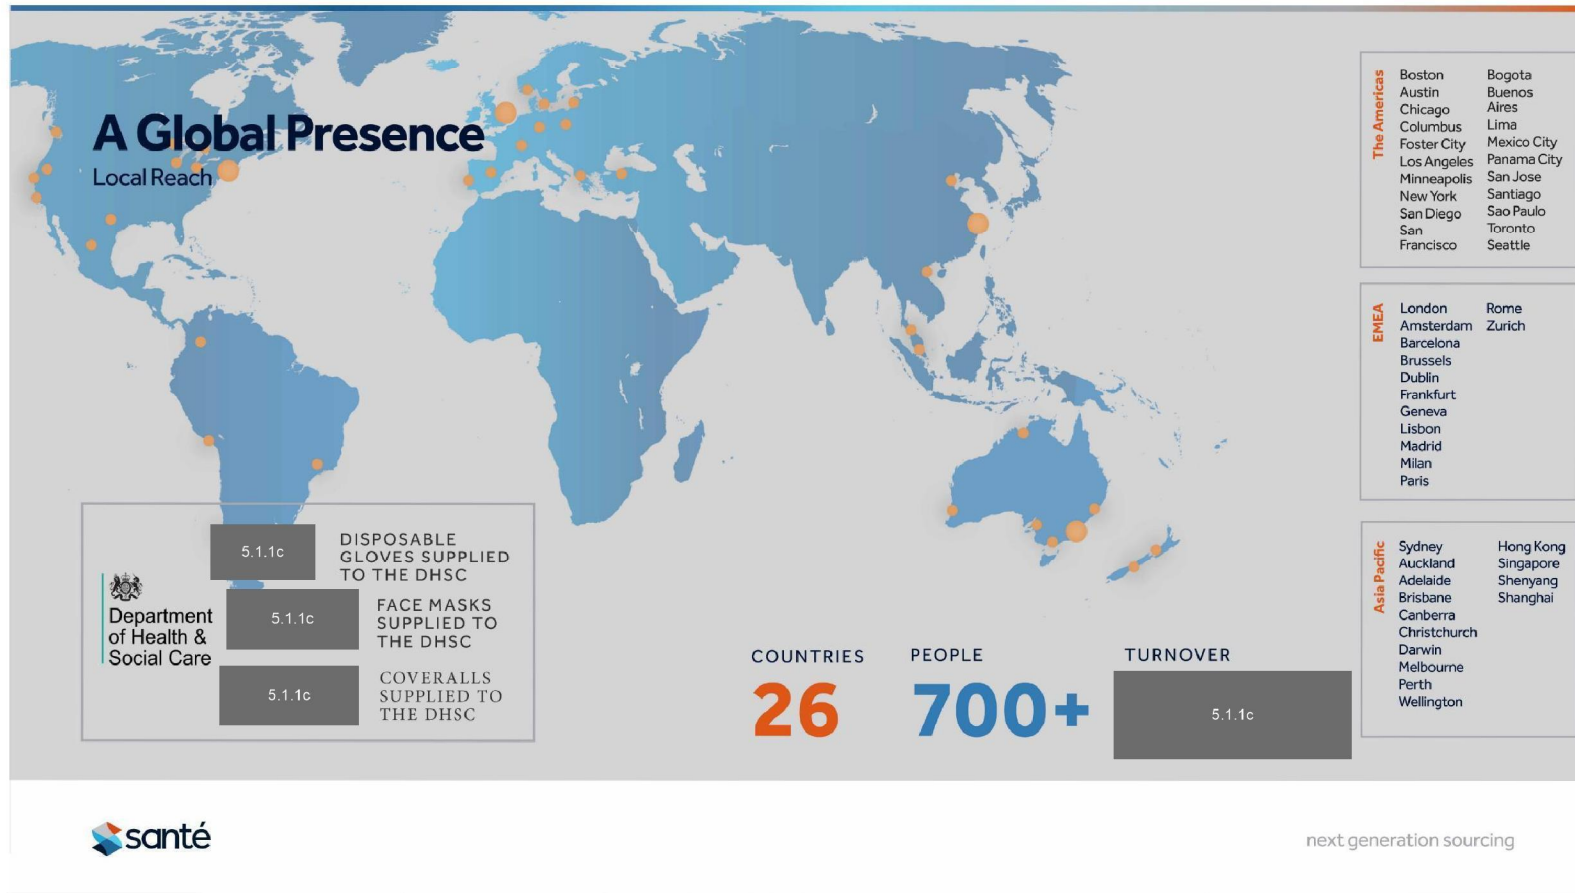 A Global Presence
Local Reach
The Americas
Boston
Austin
Chicago
Columbus
Foster City
Los Angeles
Minneapolis
New York
San Diego
San
Francisco
Bogota
Buenos
Aires
Lima
Mexico City
Panama City
San Jose
Santiago
Sao Paulo
Toronto
Seattle
EMEA
London
Amsterdam
Barcelona
Brussels
Dublin
Frankfurt
Geneva
Lisbon
Madrid
Milan
Paris
Rome
Zurich
Asia Pacific
Sydney
Auckland
Adelaide
Brisbane
Canberra
Christchurch
Darwin
Melbourne
Perth
Wellington
Hong Kong
Singapore
Shenyang
Shanghai
Department
of Health &
Social Care
5.1.1c
DISPOSABLE
GLOVES SUPPLIED
TO THE DHSC
5.1.1c
FACE MASKS
SUPPLIED TO
THE DHSC
5.1.1c
COVERALLS
SUPPLIED TO
THE DHSC
COUNTRIES
26
PEOPLE
700+
TURNOVER
5.1.1c
santé
next generation sourcing